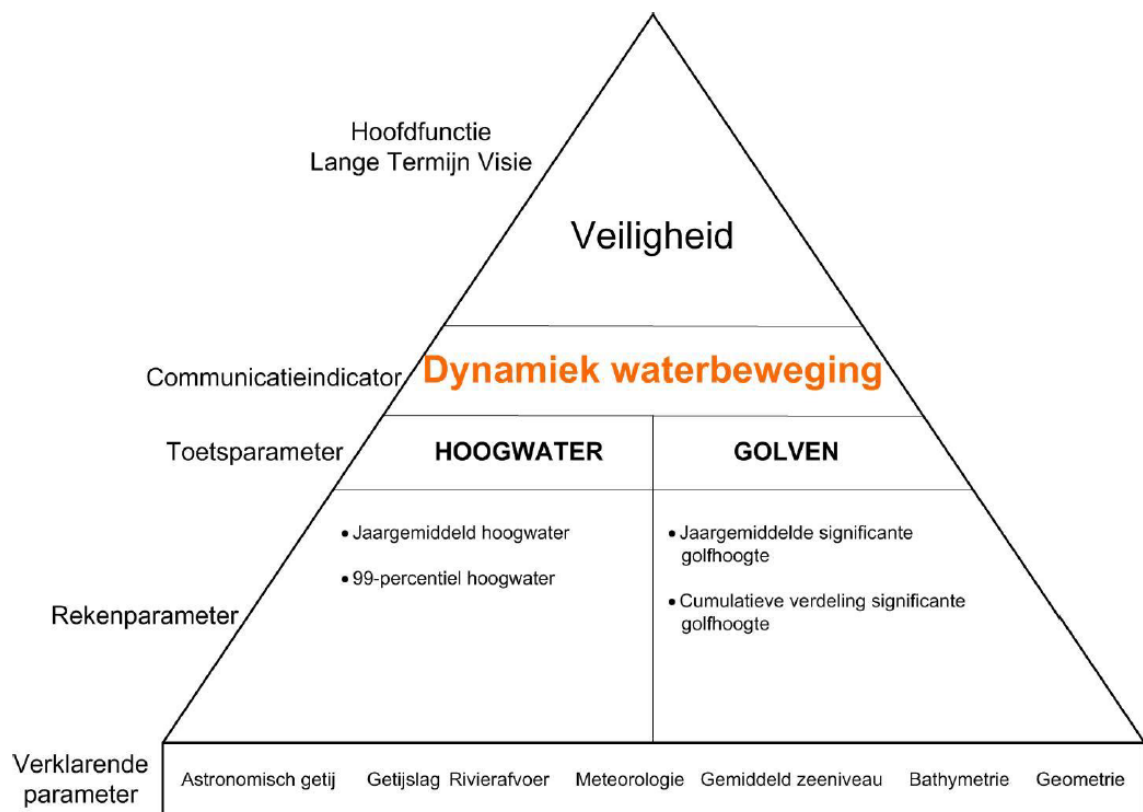 Hoofdfunctie
Lange Termijn Visie
Veiligheid
Communicatieindicator
Dynamiek waterbeweging
Toetsparameter
HOOGWATER
GOLVEN
Rekenparameter
• Jaargemiddeld hoogwater
• 99-percentiel hoogwater
• Jaargemiddelde significante
golfhoogte
• Cumulatieve verdeling significante
golfhoogte
Verklarende
parameter
Astronomisch getij Getijslag Rivierafvoer Meteorologie Gemiddeld zeeniveau Bathymetrie Geometrie